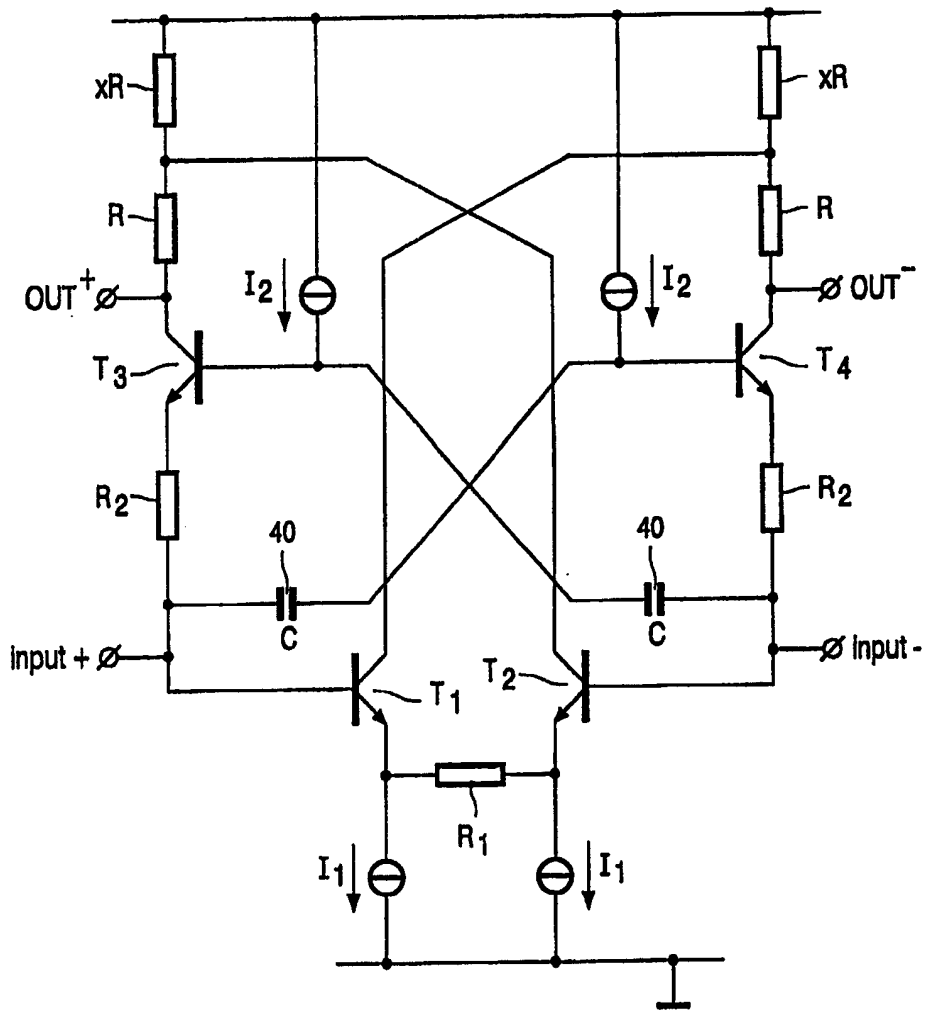 xR xR
R R
OUT+ I2 I2 OUT-
T3 T4
R2 R2
40 40
C C
input + input -
T1 T2
R1
I1 I1